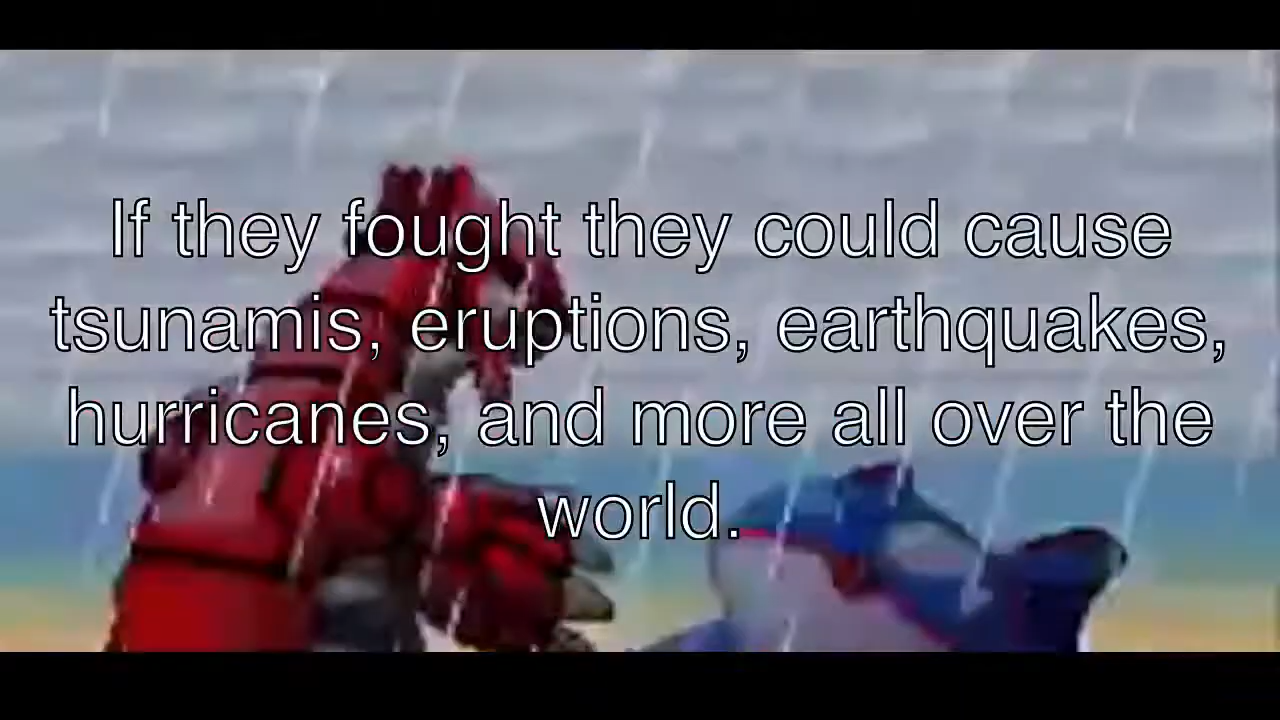 If they fought they could cause
tsunamis, eruptions, earthquakes,
hurricanes, and more all over the
world.